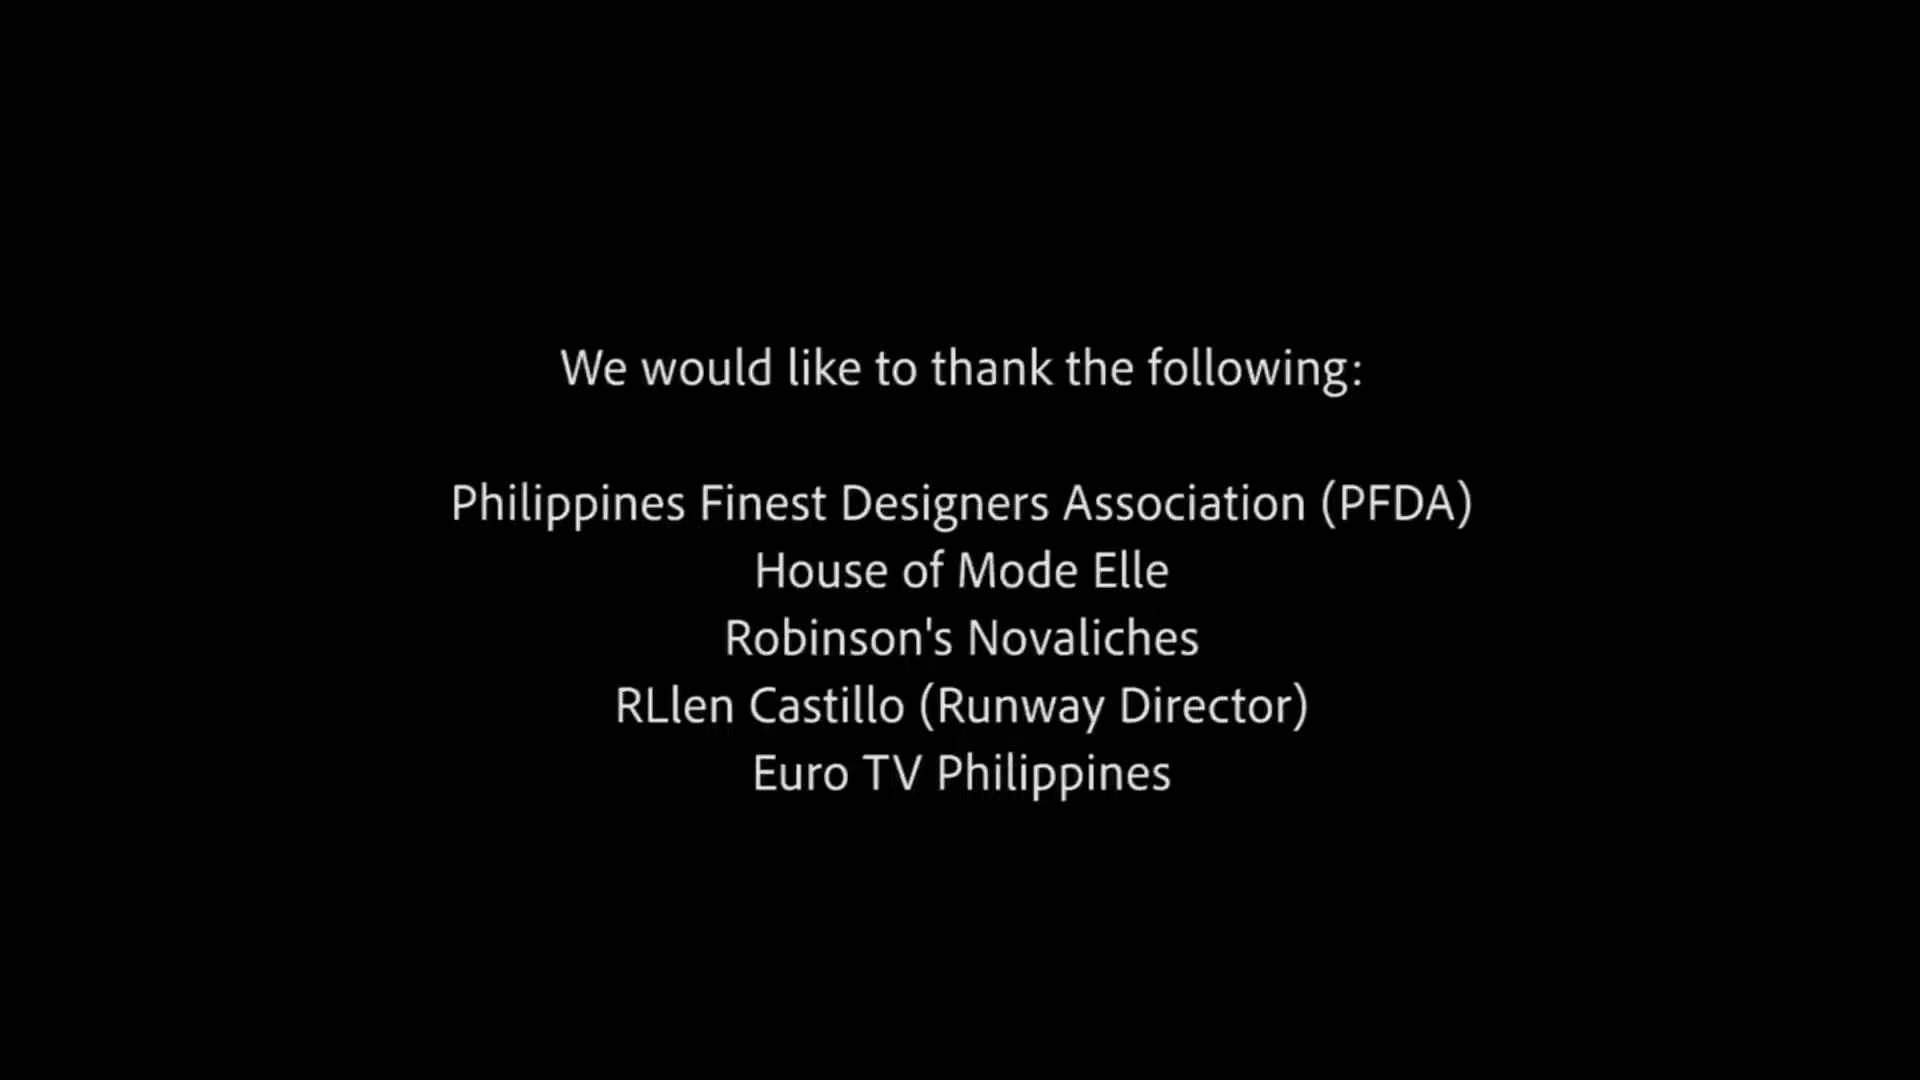 We would like to thank the following:
Philippines Finest Designers Association (PFDA)
House of Mode Elle
Robinson's Novaliches
RLlen Castillo (Runway Director)
Euro TV Philippines